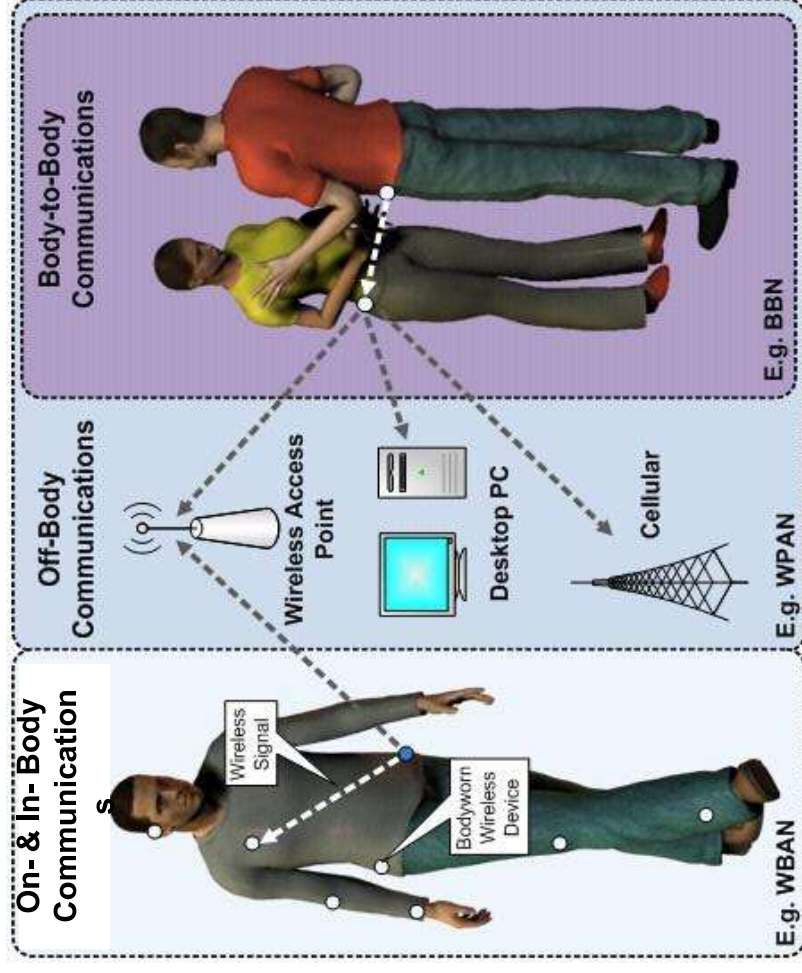 On- & In- Body
Communication
s
Wireless
Signal
Bodyworn
Wireless
Device
E.g. WBAN
Off-Body
Communications
Wireless Access
Point
Desktop PC
Cellular
E.g. WPAN
Body-to-Body
Communications
E.g. BBN